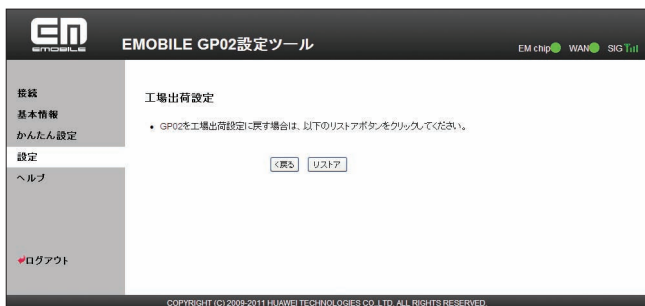 EM
EMOBILE
EMOBILE GP02設定ツール
EM chip WAN SIG
接続
基本情報
かんたん設定
設定
ヘルプ
ログアウト
工場出荷設定
• GP02を工場出荷設定に戻す場合は、以下のリストアボタンをクリックしてください。
<戻る リストア
COPYRIGHT (C) 2009-2011 HUAWEI TECHNOLOGIES CO.,LTD. ALL RIGHTS RESERVED.